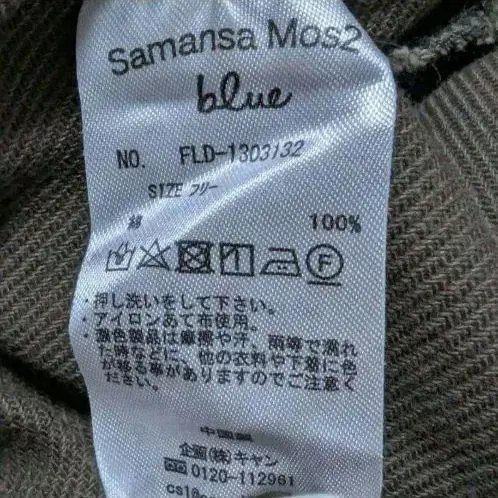 Samansa Mos2
blue
NO. FLD-1303132
SIZE フリー
綿 100%
F
・押し洗いをして下さい。
・アイロンあて布使用。
・濃色製品は摩擦や汗、雨等で濡れ
た時などに、他の衣料や下着に色
が移る事がありますのでご注意く
ださい。
中国製
企画(株)キャン
0120-112961